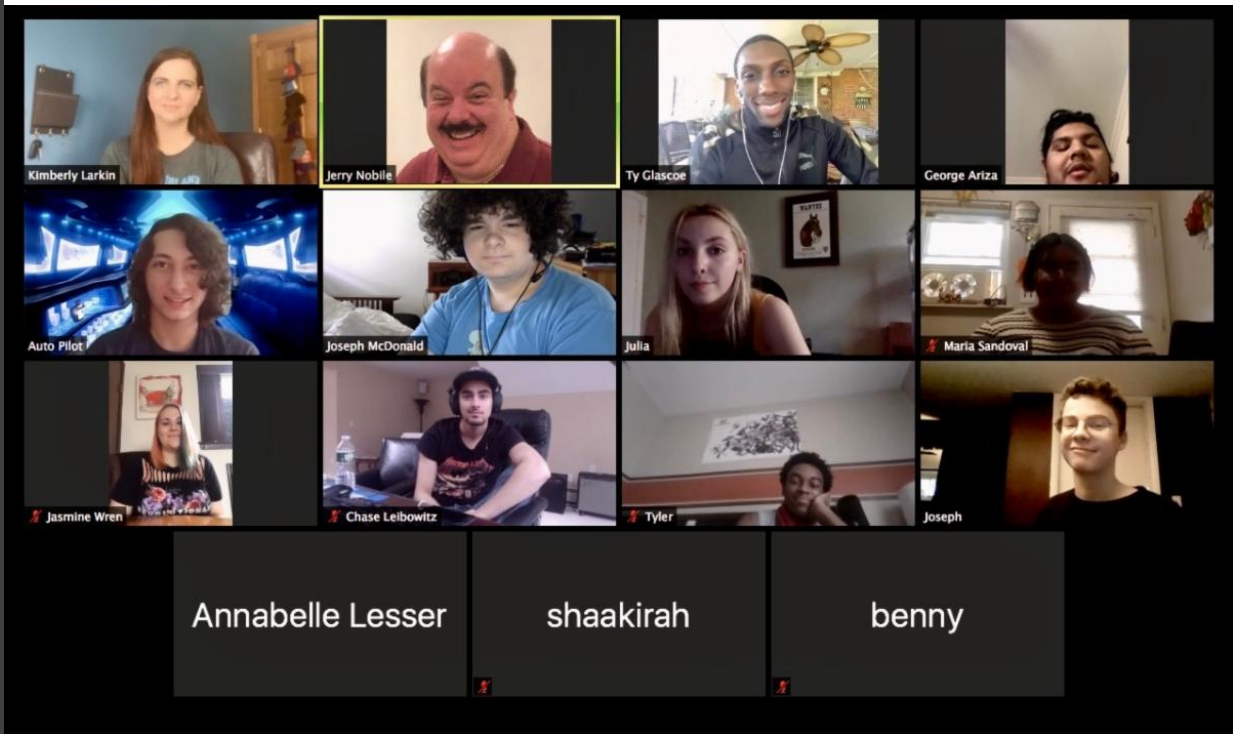 Kimberly Larkin
Jerry Nobile
Ty Glascoe
George Ariza
Auto Pilot
WANTED
Joseph McDonald
Julia
Maria Sandoval
Jasmine Wren
Chase Leibowitz
Tyler
Joseph
Annabelle Lesser
shaakirah
benny